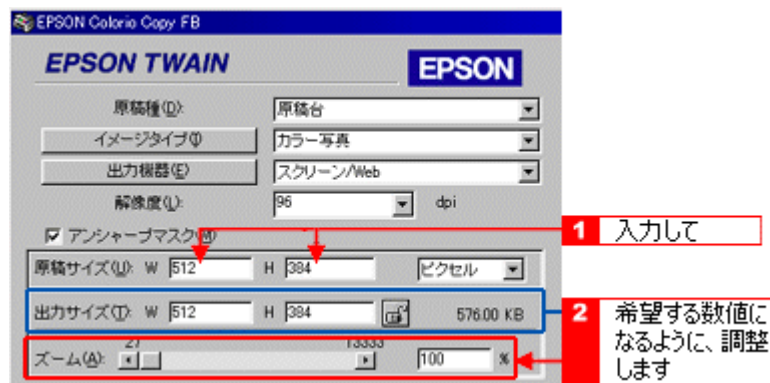 EPSON Colorio Copy FB
EPSON TWAIN
EPSON
原稿種(D): 原稿台
イメージタイプ(I) カラー写真
出力機器(E) スクリーン/Web
解像度(L): 96 dpi
アンシャープマスク(M)
1 入力して
原稿サイズ(U): W 512 H 384 ピクセル
出力サイズ(T): W 512 H 384 576.00 KB
2 希望する数値に
なるように、調整
します
27 13333
ズーム(A): 100 %